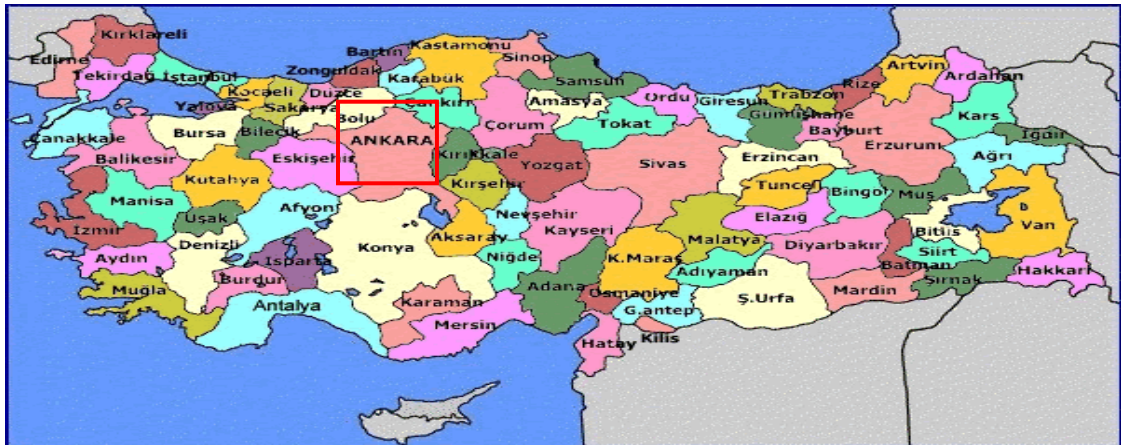 Kırklareli
Edirne
Tekirdağ
İstanbul
Yalova
Kocaeli
Sakarya
Düzce
Zonguldak
Bartın
Karabük
Kastamonu
Sinop
Samsun
Bolu
Çankırı
Çorum
Amasya
Ordu
Giresun
Trabzon
Rize
Artvin
Ardahan
Gümüşhane
Bayburt
Kars
Iğdır
Çanakkale
Balikesir
Bursa
Bilecik
Eskişehir
ANKARA
Kırıkkale
Yozgat
Tokat
Sivas
Erzincan
Erzurum
Ağrı
Kutahya
Manisa
Uşak
Afyon
Kırşehir
Nevşehir
Kayseri
Tuncel
Bingöl
Muş
Elazığ
Malatya
Diyarbakır
Bitlis
Van
İzmir
Aydın
Denizli
Isparta
Burdur
Konya
Aksaray
Niğde
Adana
K.Maraş
Adıyaman
Batman
Siirt
Şırnak
Hakkari
Muğla
Antalya
Karaman
Mersin
Osmaniye
G.antep
Ş.Urfa
Mardin
Hatay
Kilis